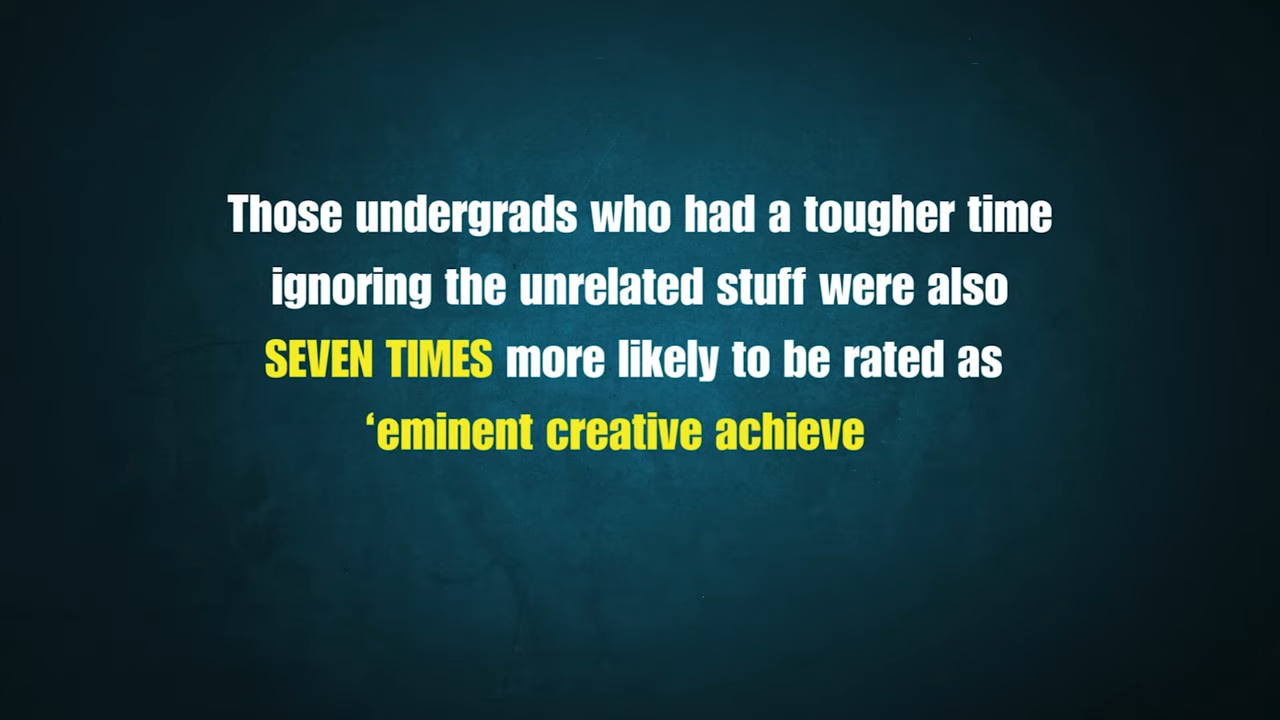 Those undergrads who had a tougher time
ignoring the unrelated stuff were also
SEVEN TIMES more likely to be rated as
‘eminent creative achieve